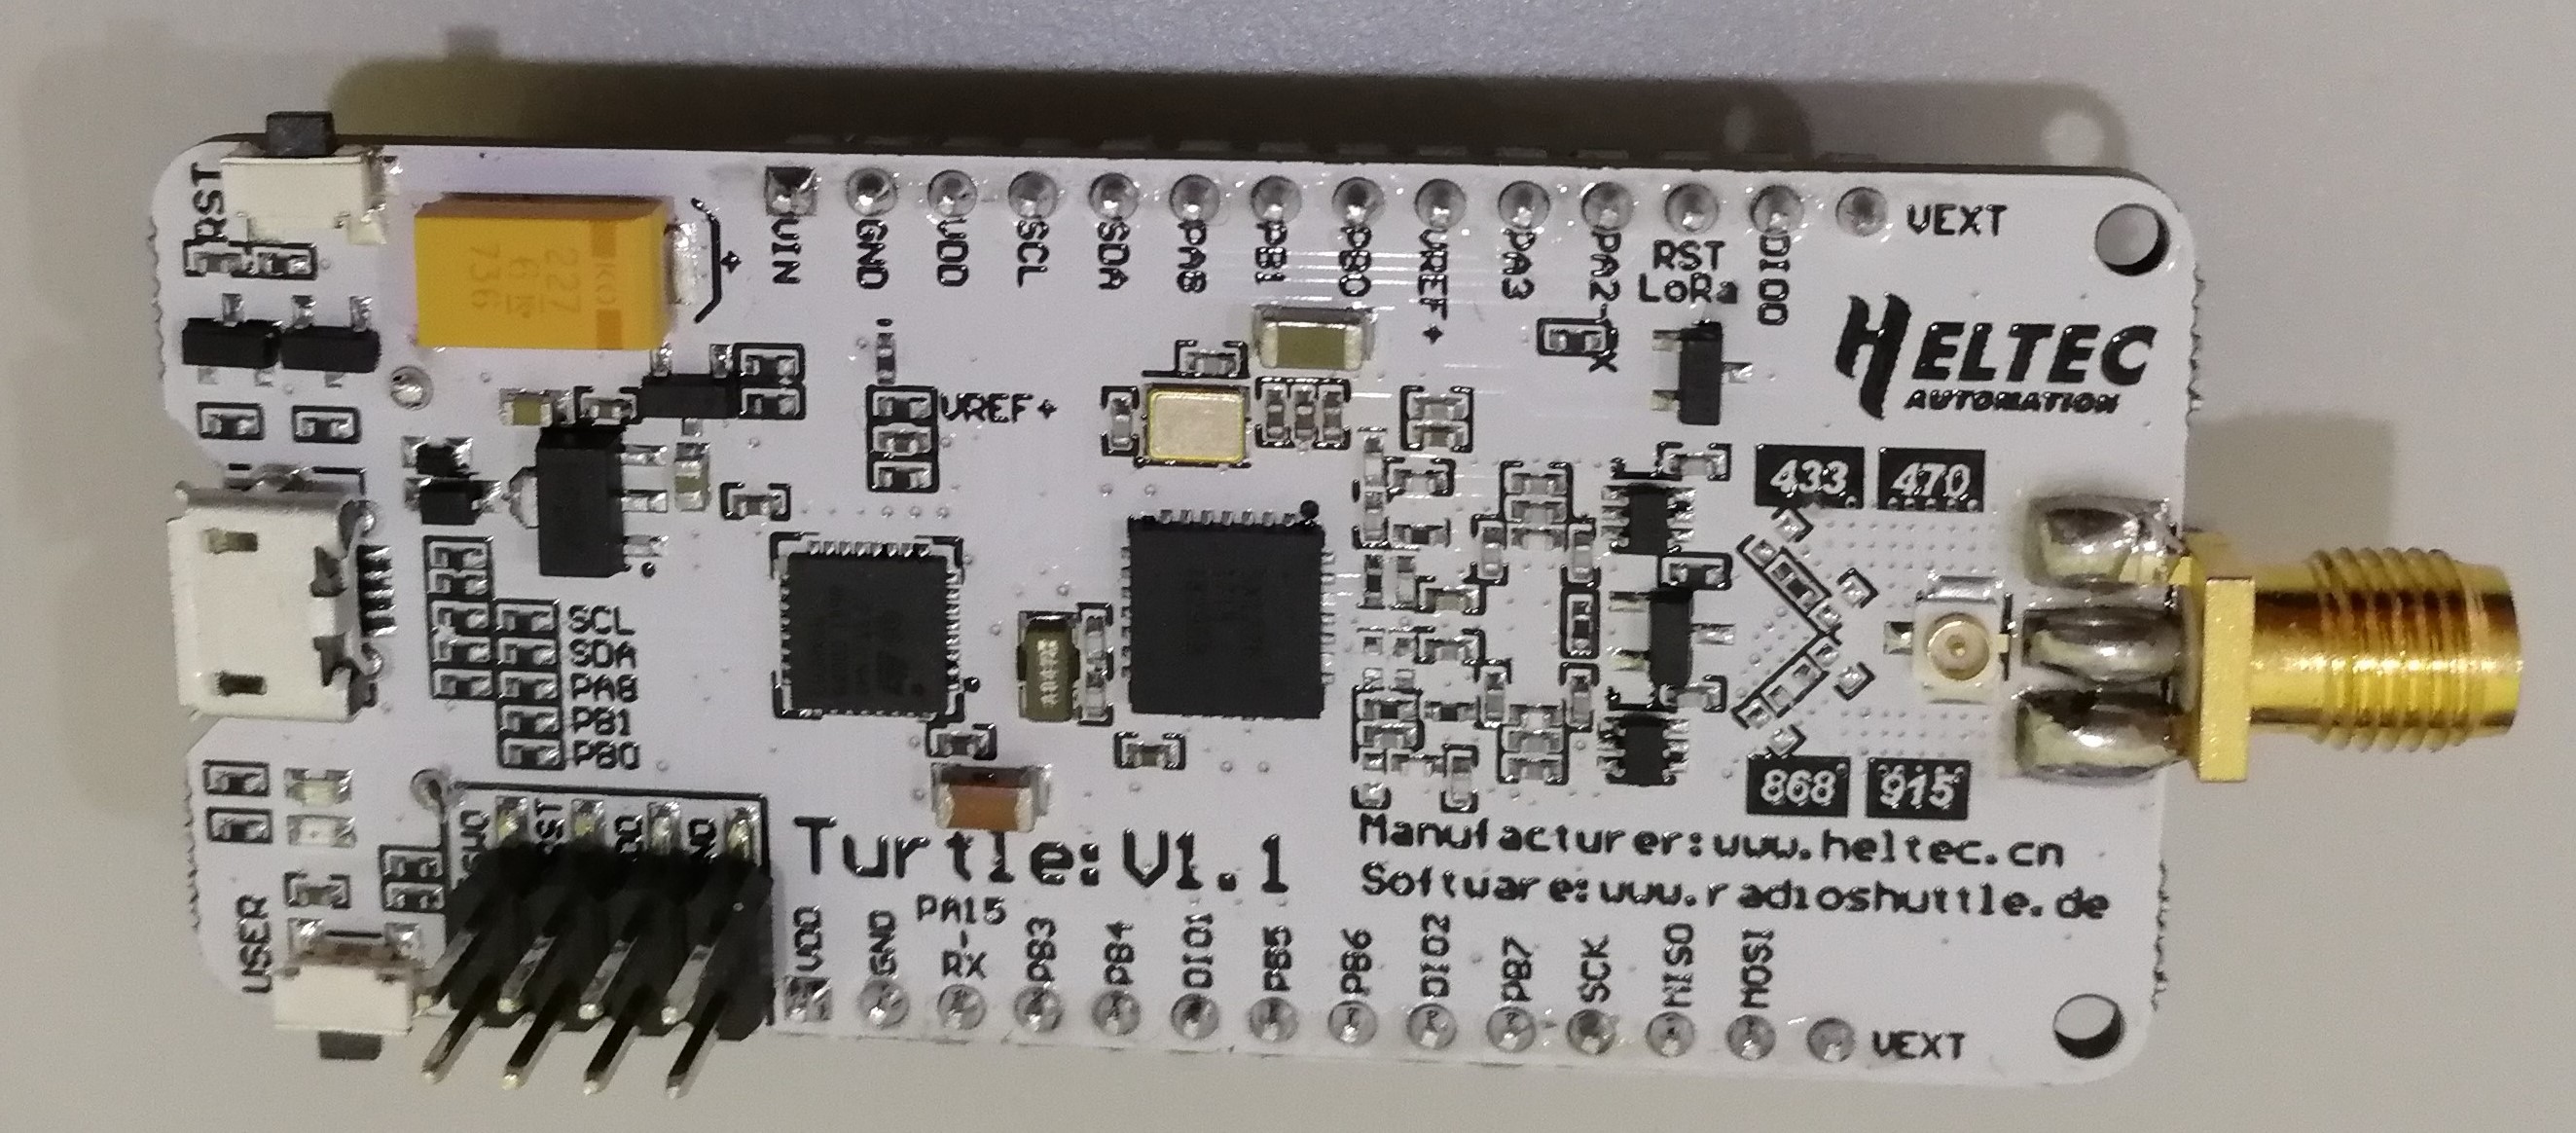 RST
VIN
GND
VDD
SCL
SDA
PA8
PB1
PB0
VREF+
PA3
PA2-TX
RST
LoRa
DIO0
VEXT
227
736
HELTEC
AUTOMATION
VREF+
433 470
SCL
SDA
PA8
PB1
PB0
868 915
Turtle:V1.1
Manufacturer:www.heltec.cn
Software:www.radioshuttle.de
USER
VDD
GND
PA15
-RX
PB3
PB4
DIO1
PB5
PB6
DIO2
PB7
SCK
MISO
MOSI
VEXT